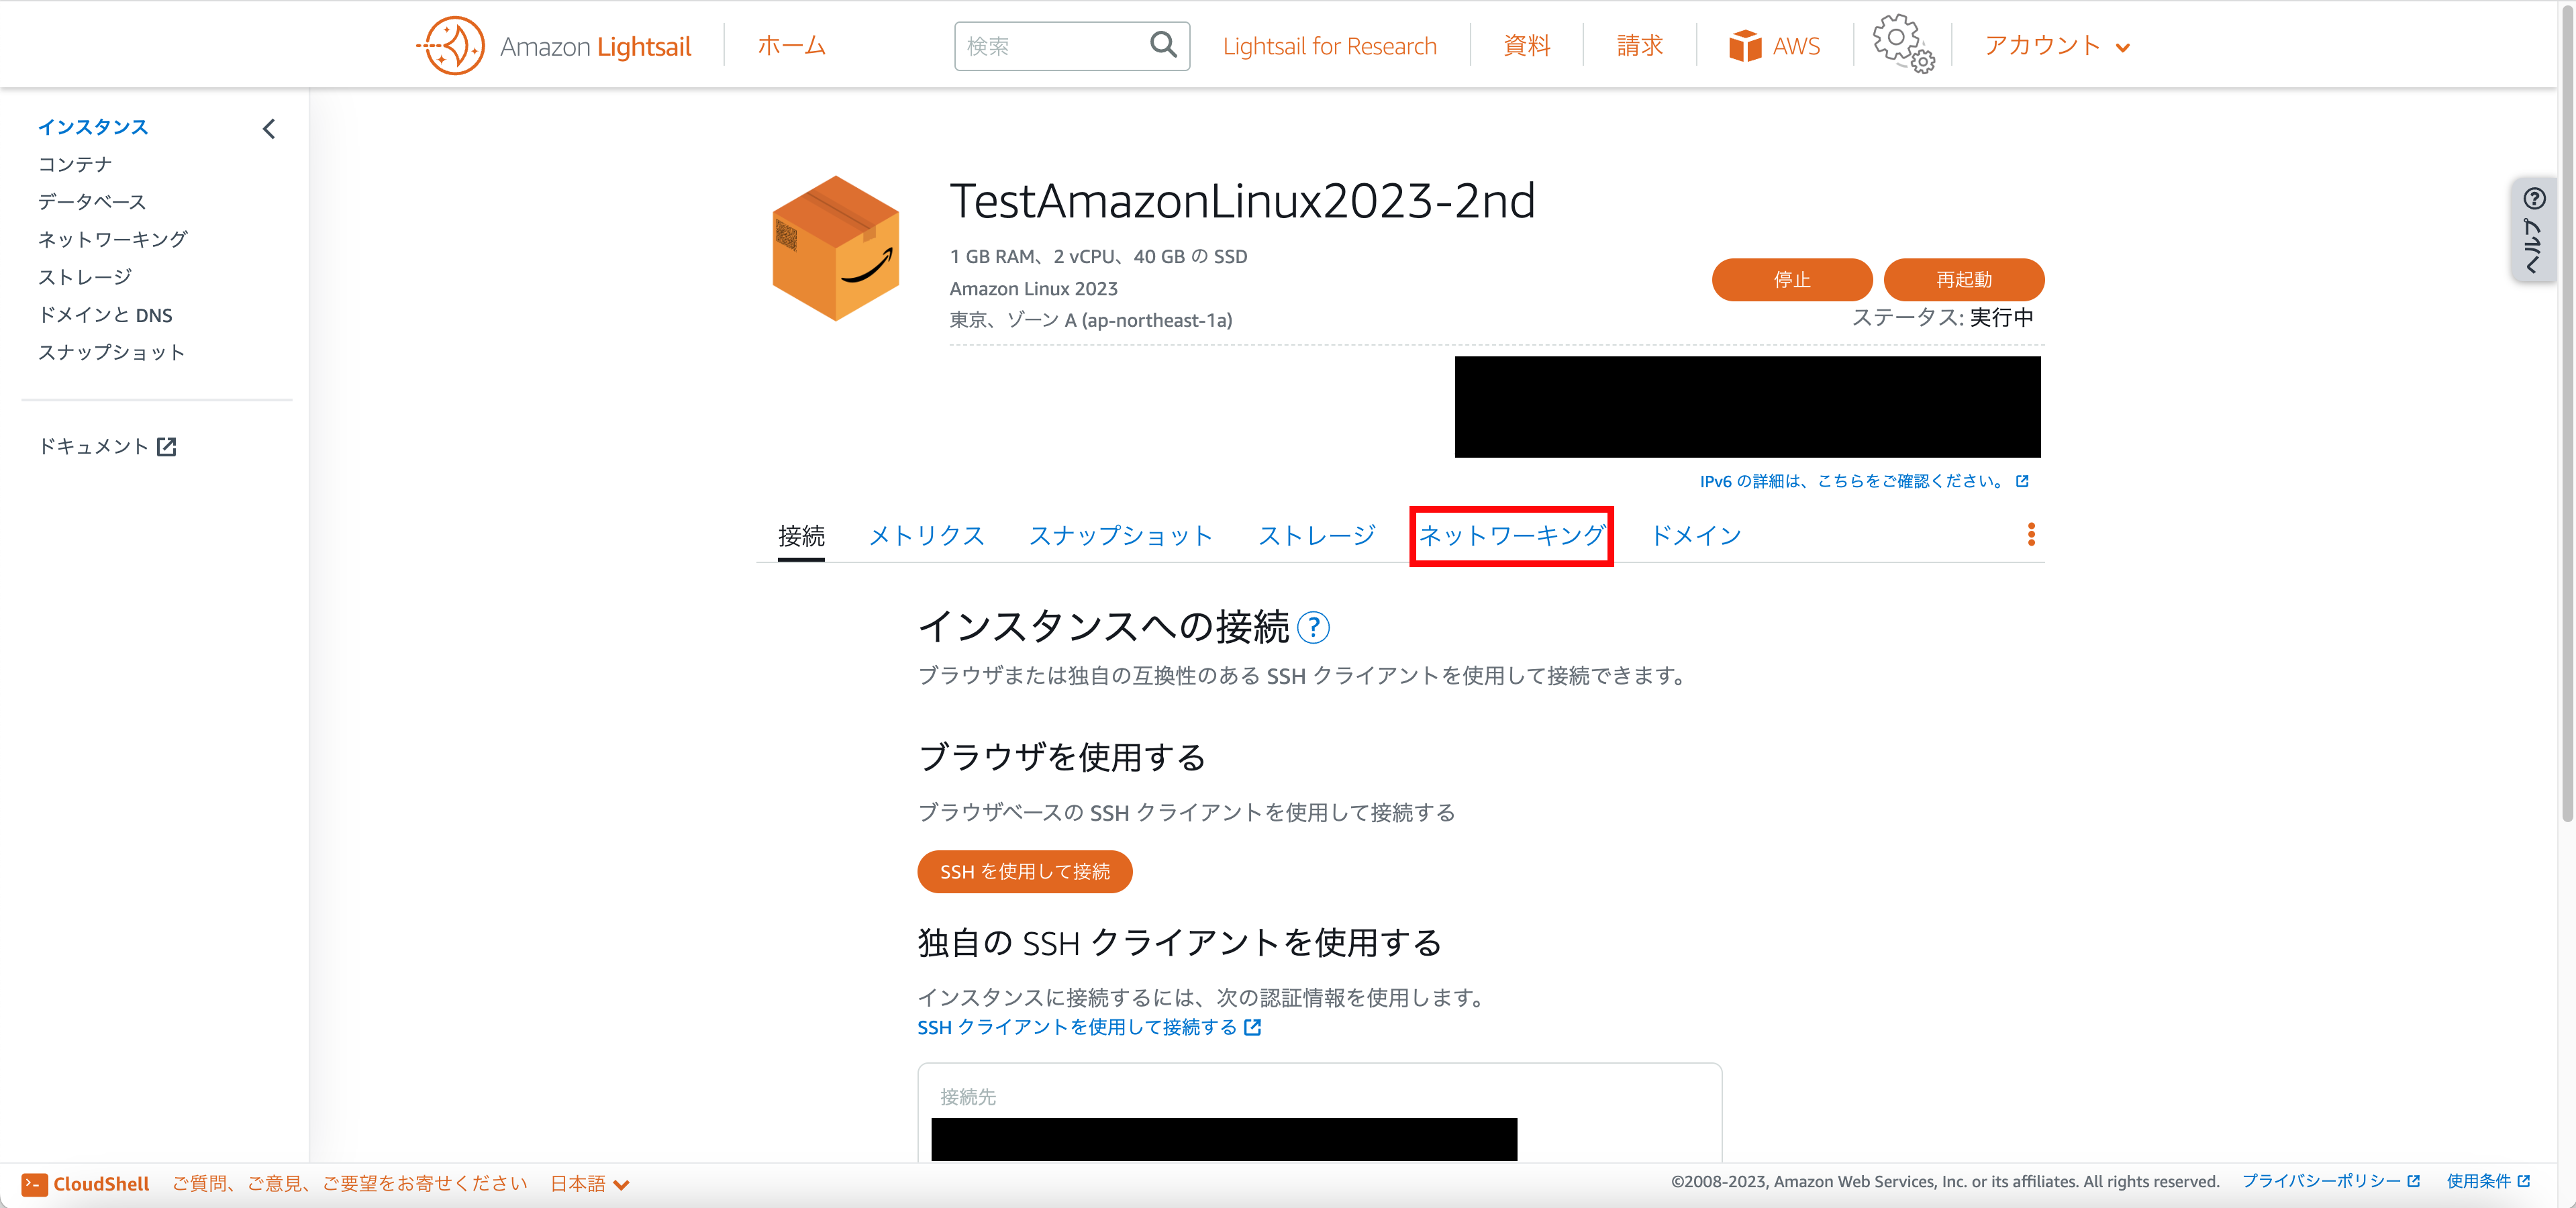 Amazon Lightsail
ホーム
検索
Lightsail for Research
資料
請求
AWS
アカウント
インスタンス
コンテナ
データベース
ネットワーキング
ストレージ
ドメインと DNS
スナップショット
ドキュメント
TestAmazonLinux2023-2nd
1 GB RAM、2 vCPU、40 GB の SSD
Amazon Linux 2023
東京、ゾーン A (ap-northeast-1a)
停止
再起動
ステータス: 実行中
ヘルプ
IPv6 の詳細は、こちらをご確認ください。
接続
メトリクス
スナップショット
ストレージ
ネットワーキング
ドメイン
インスタンスへの接続 ?
ブラウザまたは独自の互換性のある SSH クライアントを使用して接続できます。
ブラウザを使用する
ブラウザベースの SSH クライアントを使用して接続する
SSH を使用して接続
独自の SSH クライアントを使用する
インスタンスに接続するには、次の認証情報を使用します。
SSH クライアントを使用して接続する
接続先
CloudShell
ご質問、ご意見、ご要望をお寄せください
日本語
©2008-2023, Amazon Web Services, Inc. or its affiliates. All rights reserved.
プライバシーポリシー
使用条件